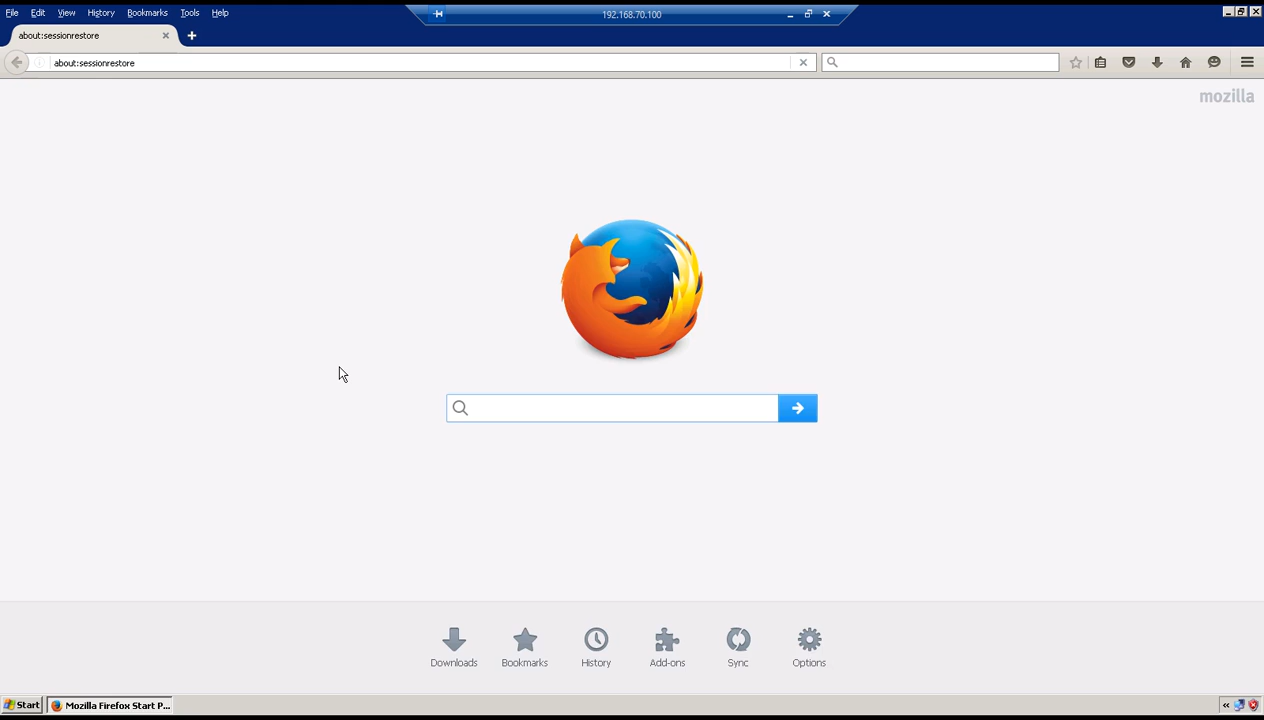 File Edit View History Bookmarks Tools Help
192.168.70.100
about:sessionrestore
about:sessionrestore
mozilla
Downloads Bookmarks History Add-ons Sync Options
Start Mozilla Firefox Start P...